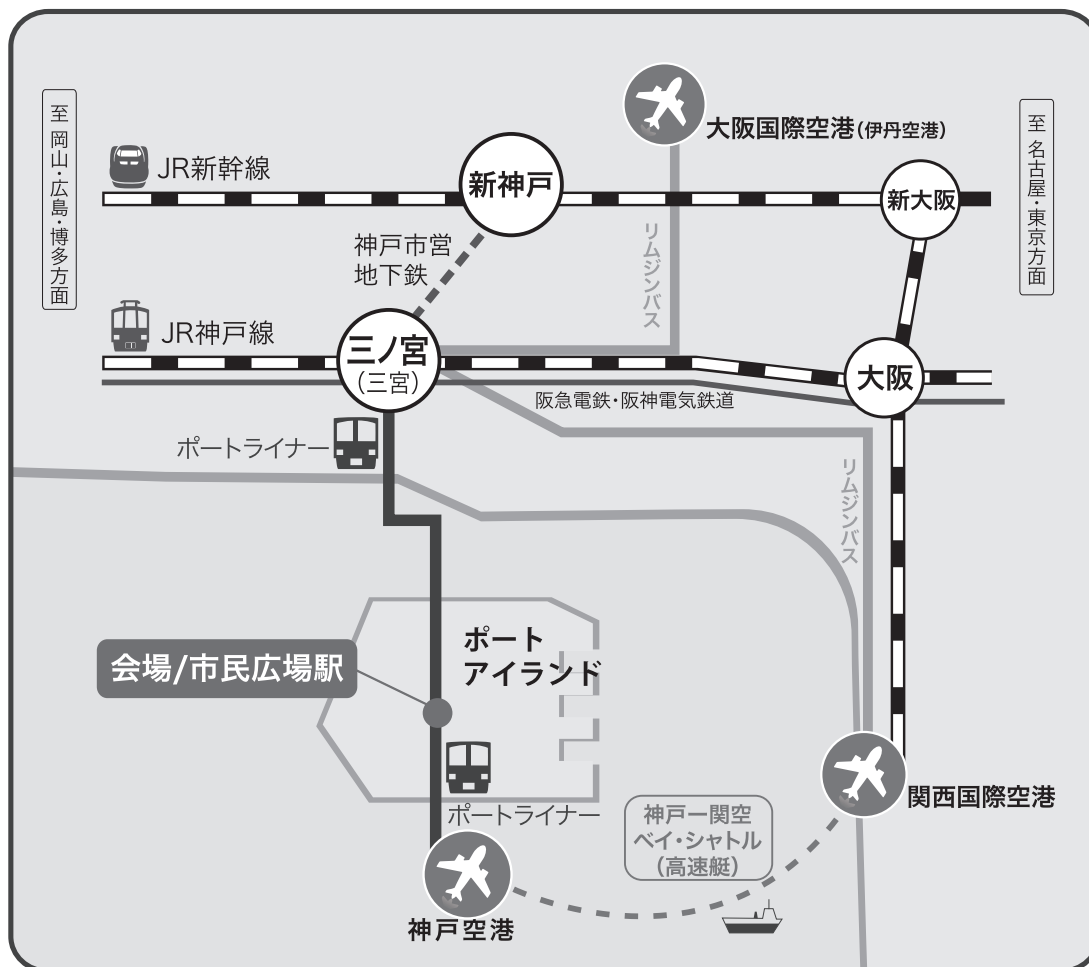 大阪国際空港(伊丹空港)
至 岡山・広島・博多方面
至 名古屋・東京方面
JR新幹線
新神戸
新大阪
神戸市営
地下鉄
リムジンバス
JR神戸線
三ノ宮
(三宮)
大阪
阪急電鉄・阪神電気鉄道
ポートライナー
リムジンバス
ポート
アイランド
会場/市民広場駅
関西国際空港
ポートライナー
神戸ー関空
ベイ・シャトル
(高速艇)
神戸空港